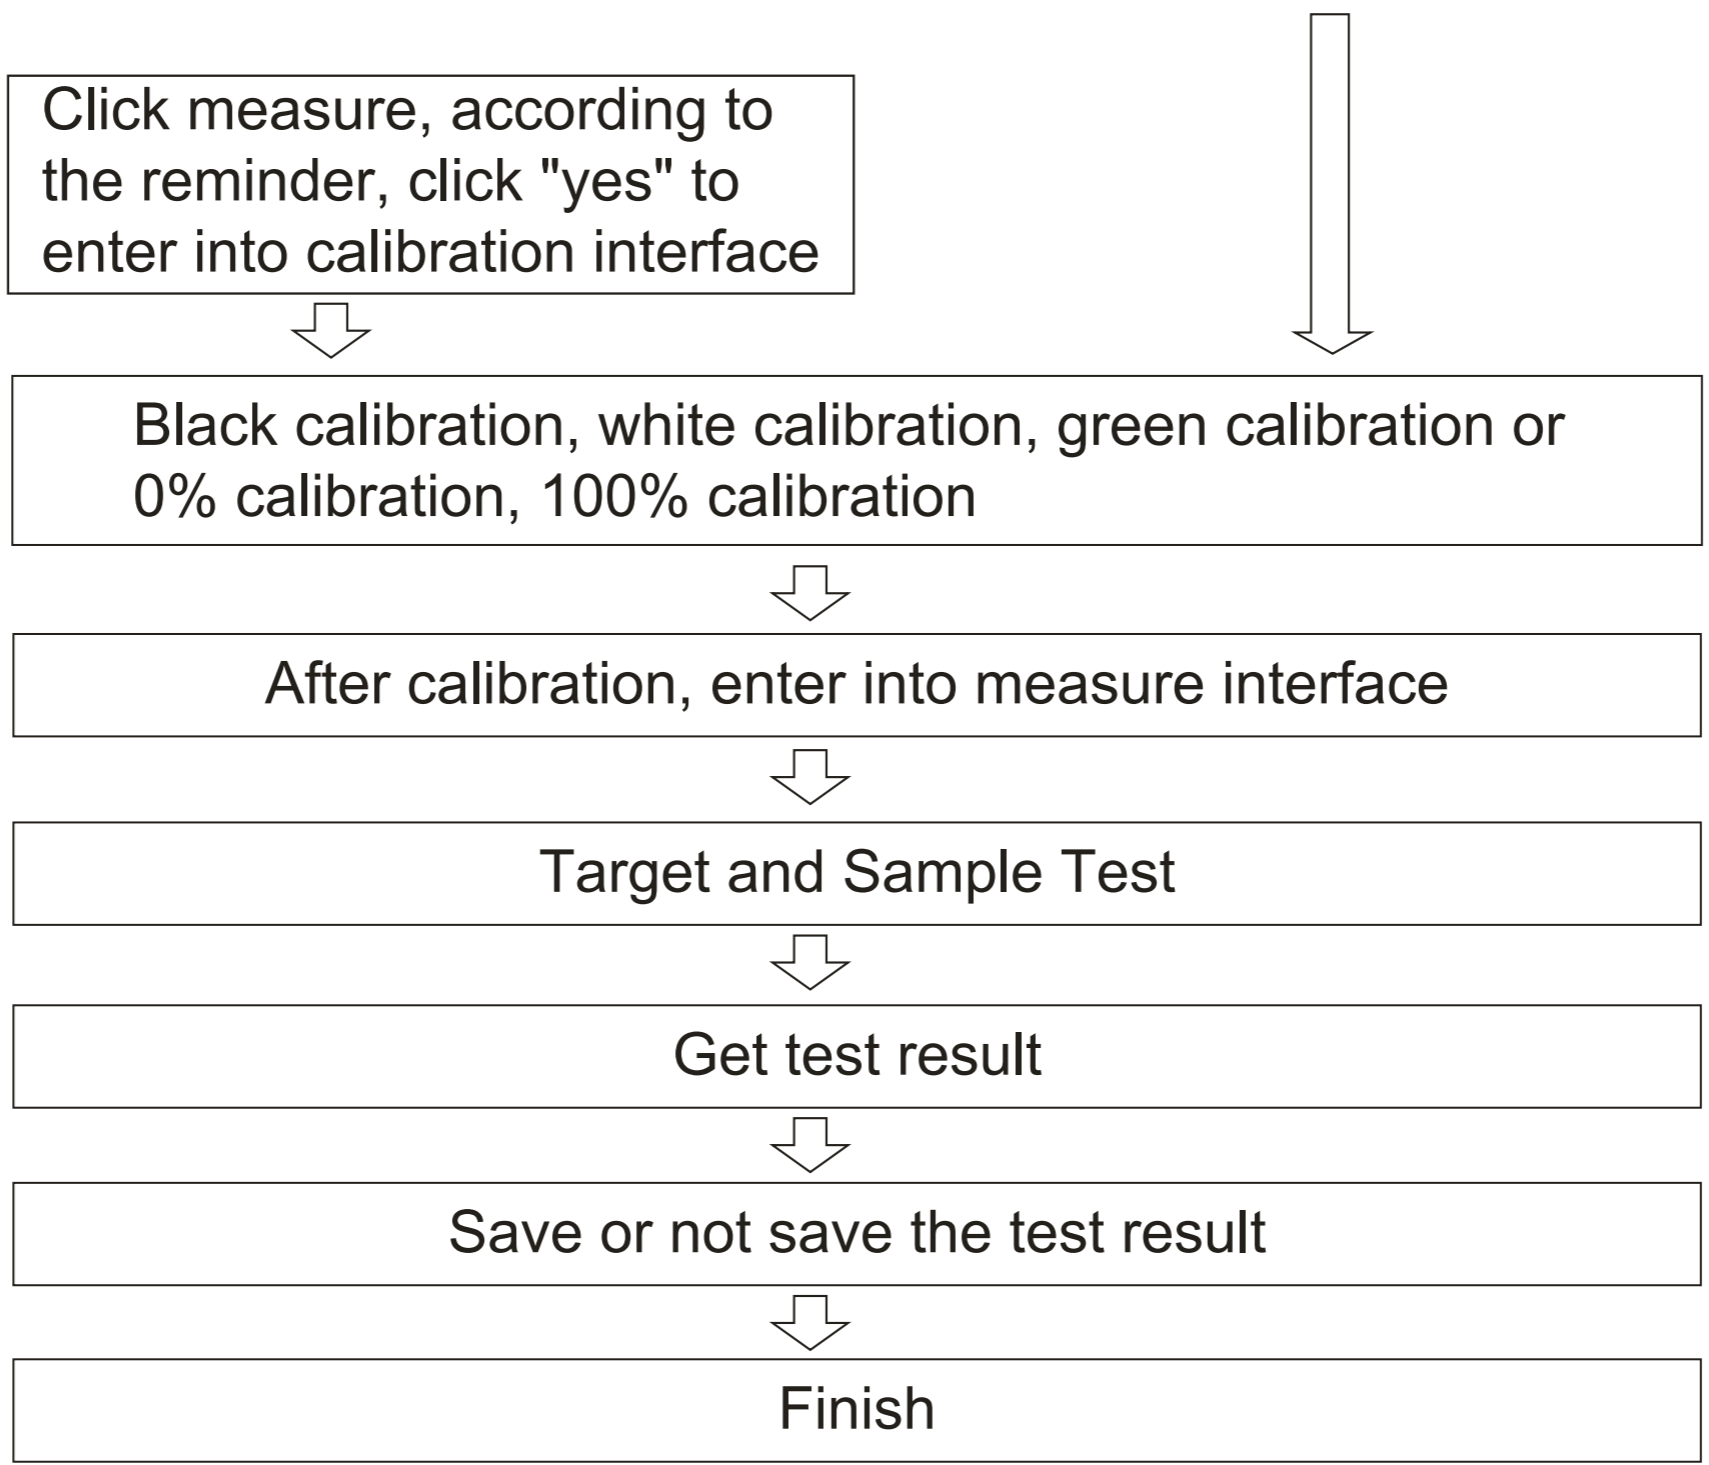 Click measure, according to
the reminder, click "yes" to
enter into calibration interface
Black calibration, white calibration, green calibration or
0% calibration, 100% calibration
After calibration, enter into measure interface
Target and Sample Test
Get test result
Save or not save the test result
Finish